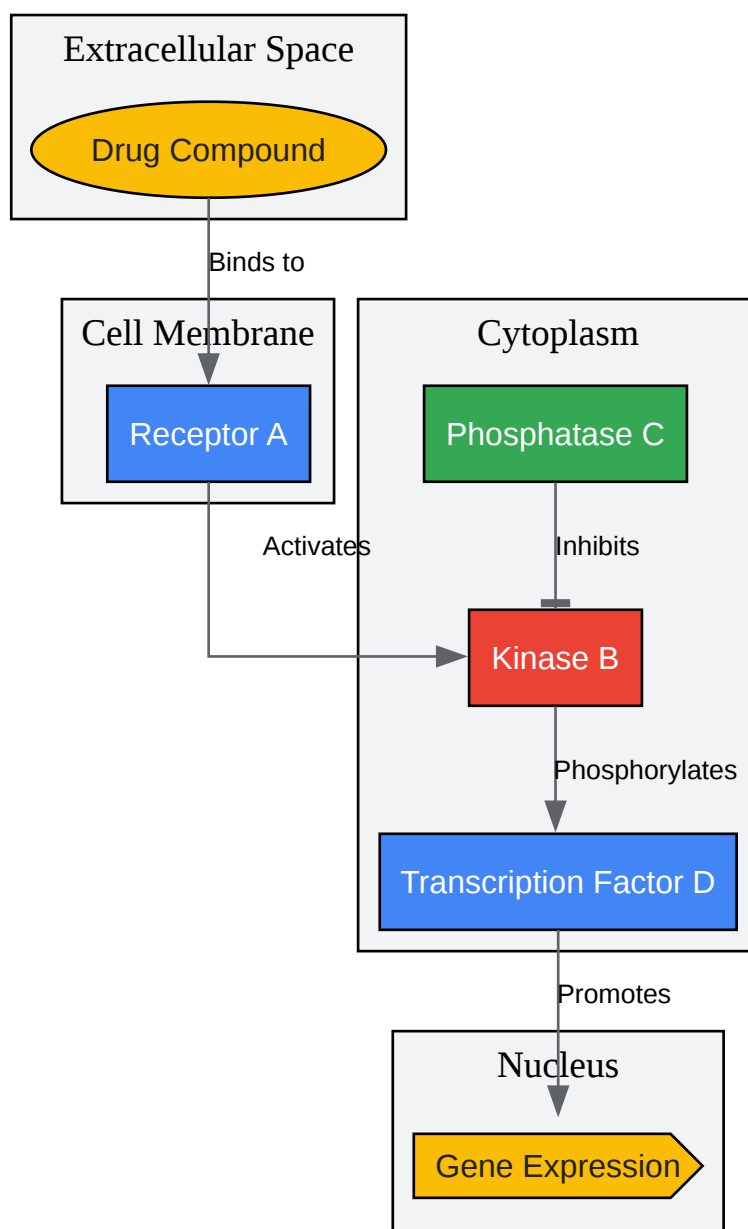 Extracellular Space
Drug Compound
Binds to
Cell Membrane
Receptor A
Cytoplasm
Phosphatase C
Activates
Inhibits
Kinase B
Phosphorylates
Transcription Factor D
Promotes
Nucleus
Gene Expression